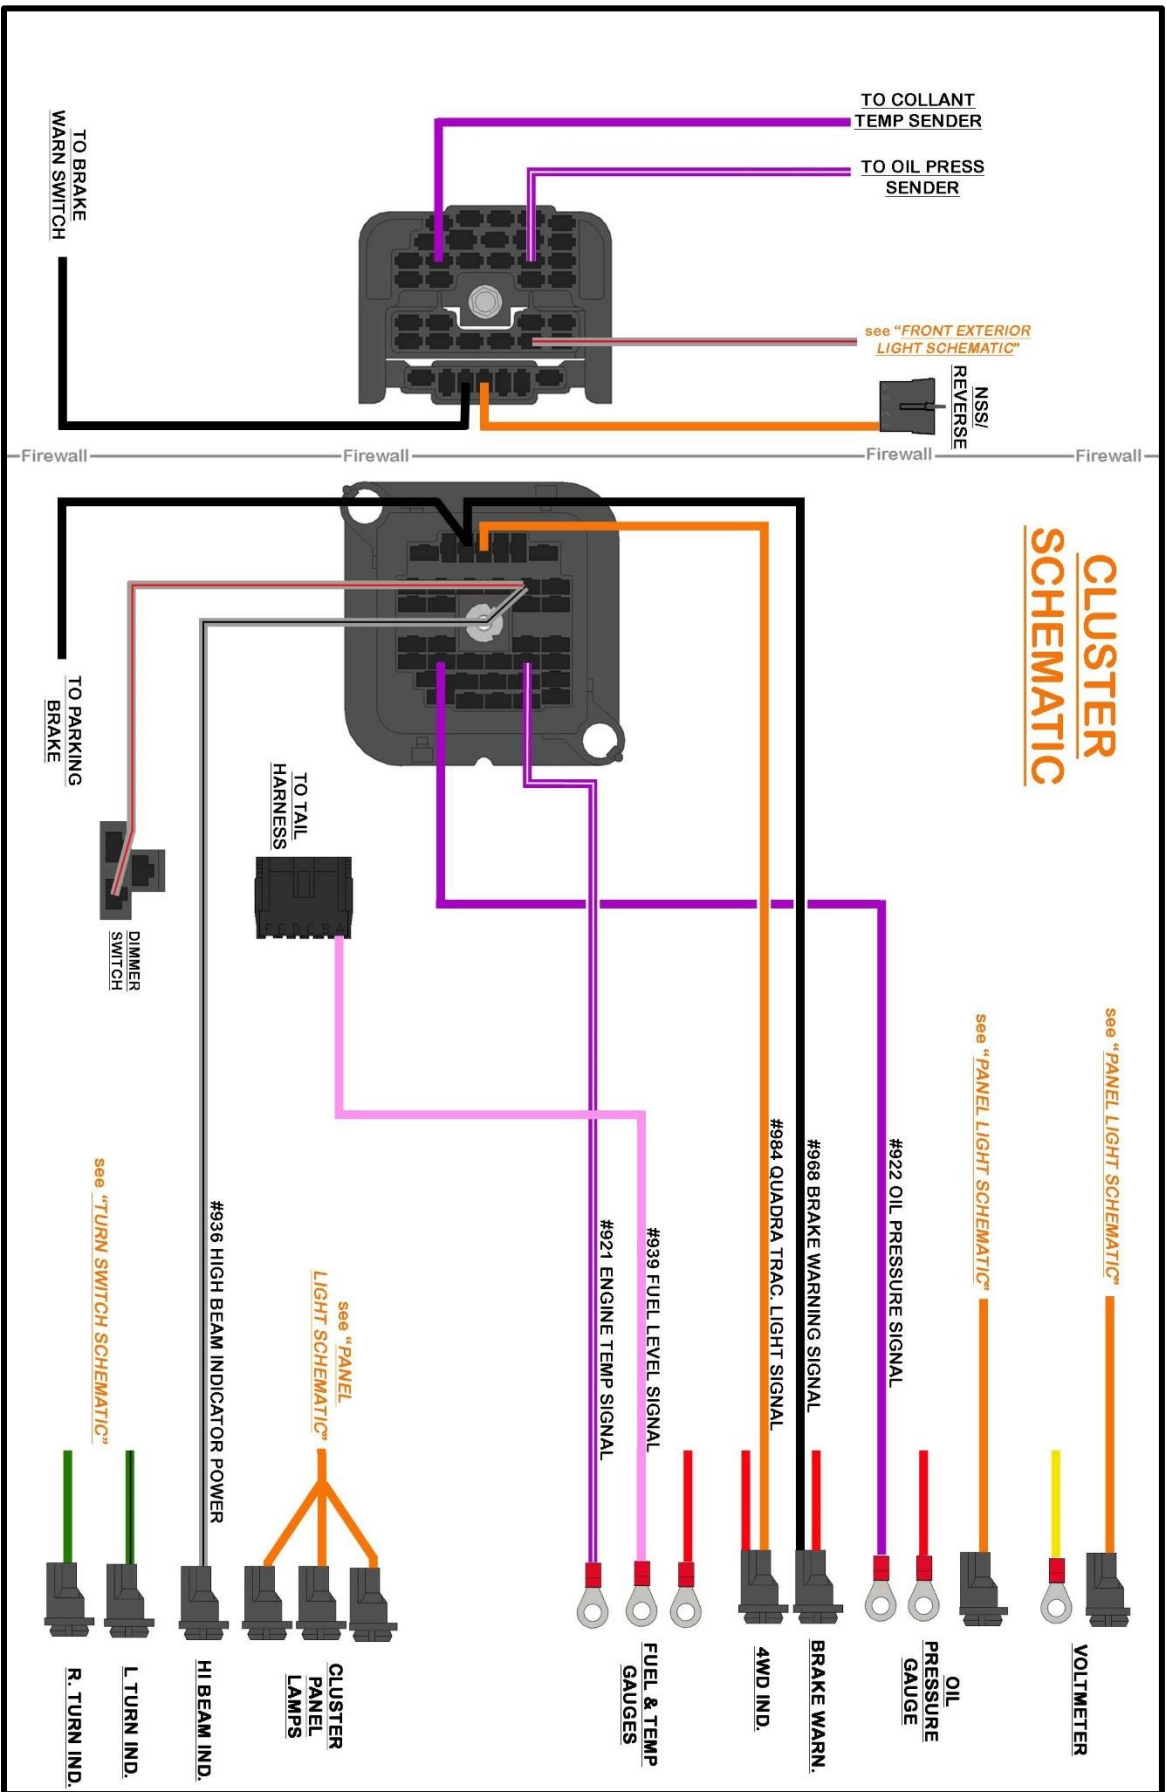 TO COLLANT
TEMP SENDER
TO OIL PRESS
SENDER
TO BRAKE
WARN SWITCH
see "FRONT EXTERIOR
LIGHT SCHEMATIC"
NSS/
REVERSE
Firewall
Firewall
Firewall
Firewall
CLUSTER
SCHEMATIC
TO PARKING
BRAKE
TO TAIL
HARNESS
F E D C B A
DIMMER
SWITCH
see "PANEL LIGHT SCHEMATIC"
see "PANEL LIGHT SCHEMATIC"
#922 OIL PRESSURE SIGNAL
#968 BRAKE WARNING SIGNAL
#984 QUADRA TRAC. LIGHT SIGNAL
#939 FUEL LEVEL SIGNAL
#921 ENGINE TEMP SIGNAL
see "PANEL
LIGHT SCHEMATIC"
#936 HIGH BEAM INDICATOR POWER
see "TURN SWITCH SCHEMATIC"
VOLTMETER
OIL
PRESSURE
GAUGE
BRAKE WARN.
4WD IND.
FUEL & TEMP
GAUGES
CLUSTER
PANEL
LAMPS
HI BEAM IND.
L TURN IND.
R. TURN IND.